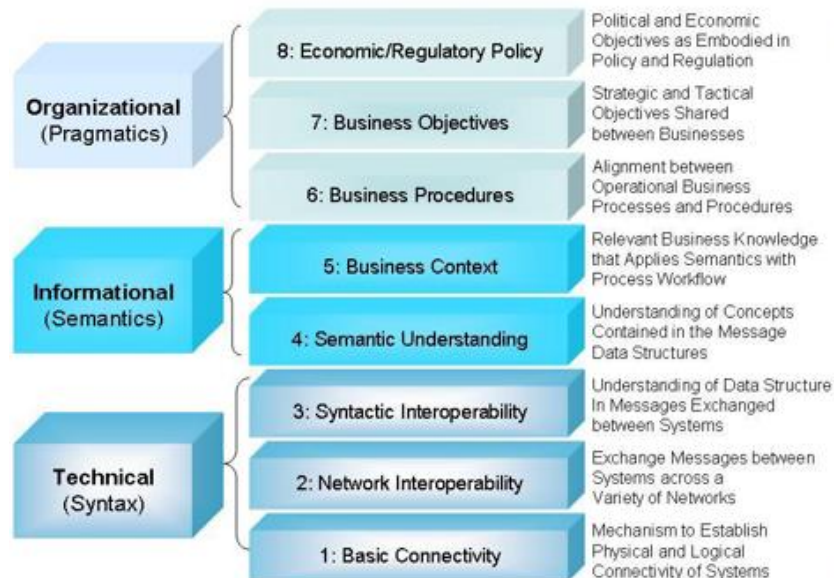 Organizational
(Pragmatics)
8: Economic/Regulatory Policy
Political and Economic
Objectives as Embodied in
Policy and Regulation
7: Business Objectives
Strategic and Tactical
Objectives Shared
between Businesses
6: Business Procedures
Alignment between
Operational Business
Processes and Procedures
Informational
(Semantics)
5: Business Context
Relevant Business Knowledge
that Applies Semantics with
Process Workflow
4: Semantic Understanding
Understanding of Concepts
Contained in the Message
Data Structures
Technical
(Syntax)
3: Syntactic Interoperability
Understanding of Data Structure
In Messages Exchanged
between Systems
2: Network Interoperability
Exchange Messages between
Systems across a
Variety of Networks
1: Basic Connectivity
Mechanism to Establish
Physical and Logical
Connectivity of Systems